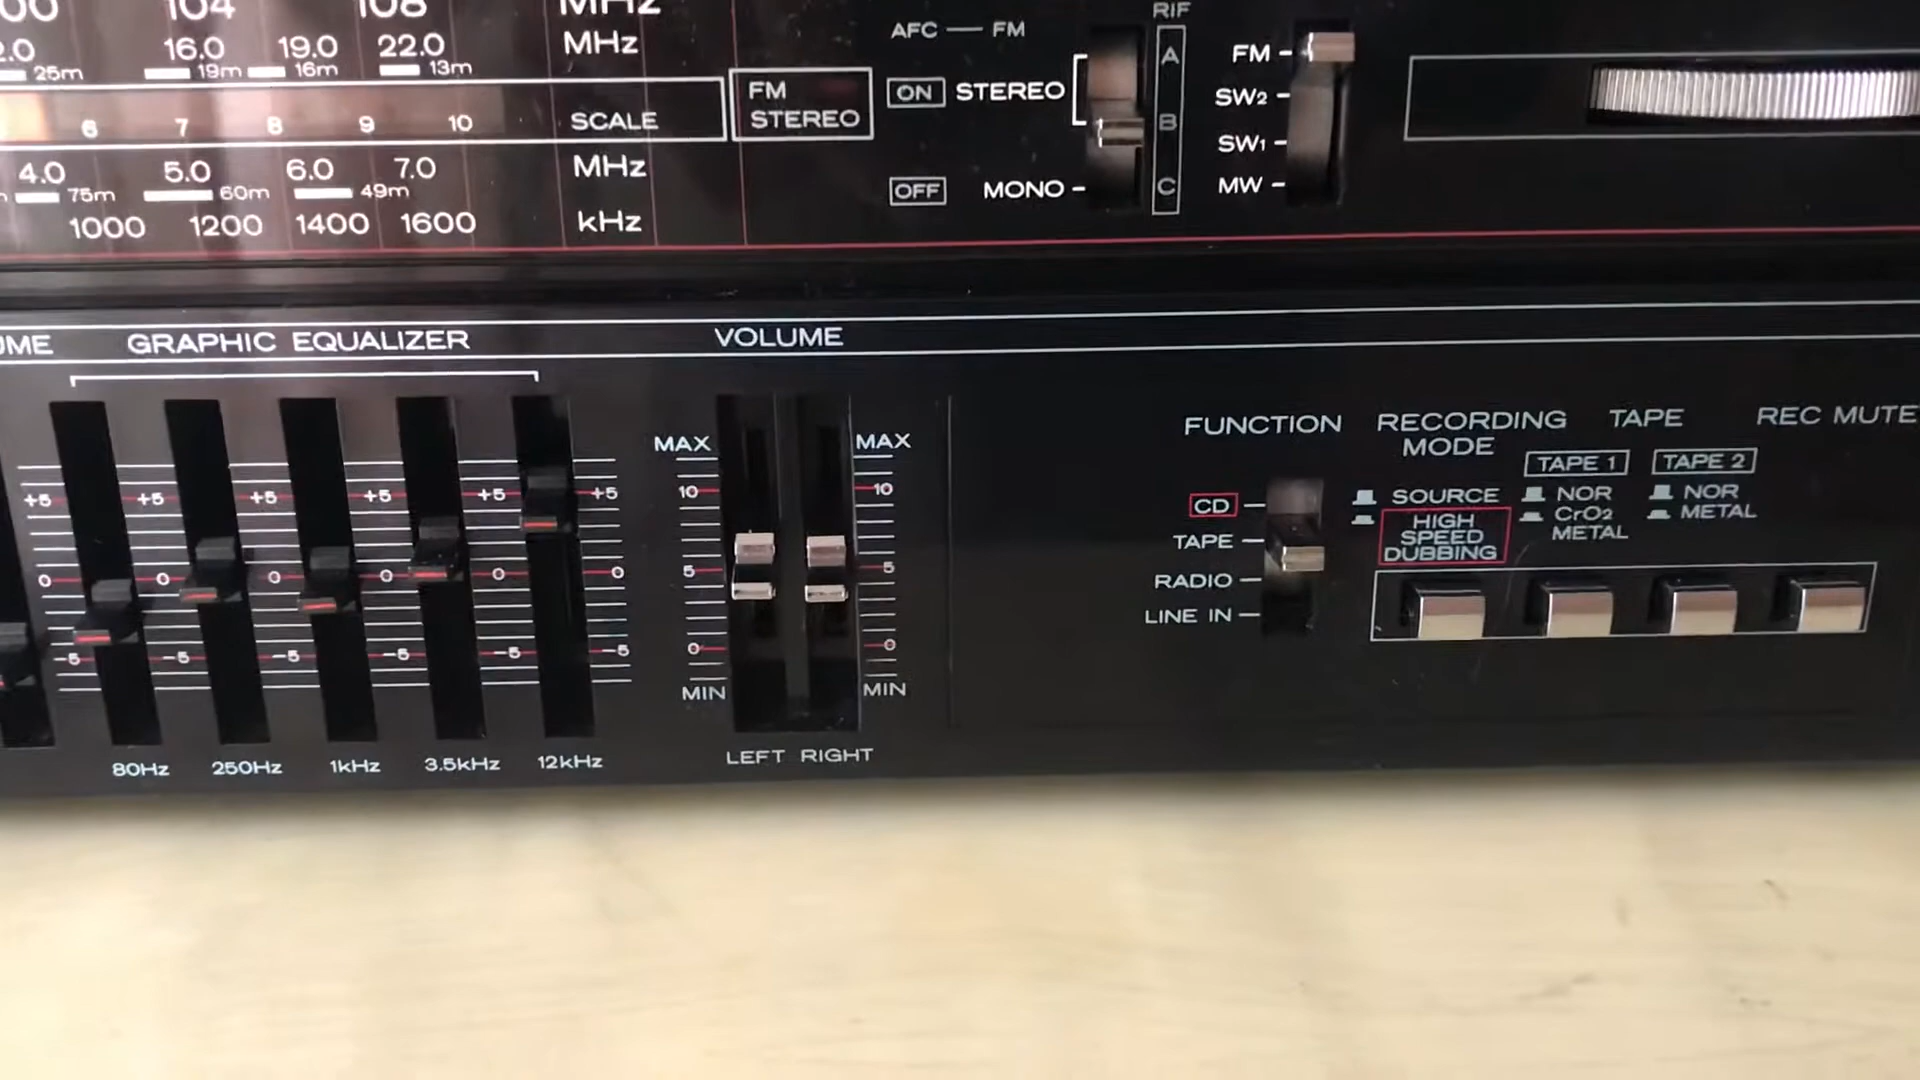 104 108 MHz
16.0 19.0 22.0 MHz
25m 19m 16m 13m
6 7 8 9 10 SCALE
4.0 5.0 6.0 7.0 MHz
75m 60m 49m
1000 1200 1400 1600 kHz
FM
STEREO
AFC — FM
ON STEREO
OFF MONO
RIF
A
B
C
FM
SW2
SW1
MW
GRAPHIC EQUALIZER
+5 +5 +5 +5 +5 +5
0 0 0 0 0 0
-5 -5 -5 -5 -5 -5
80Hz 250Hz 1kHz 3.5kHz 12kHz
VOLUME
MAX MAX
10 10
5 5
0 0
MIN MIN
LEFT RIGHT
FUNCTION
CD
TAPE
RADIO
LINE IN
RECORDING
MODE
SOURCE
HIGH
SPEED
DUBBING
TAPE
TAPE 1
NOR
CrO2
METAL
TAPE 2
NOR
METAL
REC MUTE